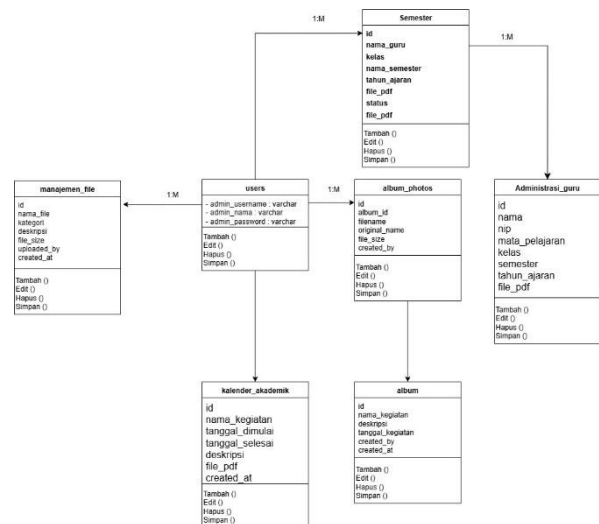 1:M
Semester
id
nama_guru
kelas
nama_semester
tahun_ajaran
file_pdf
status
file_pdf
Tambah ()
Edit ()
Hapus ()
Simpan ()
1:M
manajemen_file
id
nama_file
kategori
deskripsi
file_size
uploaded_by
created_at
Tambah ()
Edit ()
Hapus ()
Simpan ()
1:M
users
- admin_username : varchar
- admin_nama : varchar
- admin_password : varchar
Tambah ()
Edit ()
Hapus ()
Simpan ()
1:M
album_photos
id
album_id
filename
original_name
file_size
created_by
Tambah ()
Edit ()
Hapus ()
Simpan ()
Administrasi_guru
id
nama
nip
mata_pelajaran
kelas
semester
tahun_ajaran
file_pdf
Tambah ()
Edit ()
Hapus ()
Simpan ()
kalender_akademik
id
nama_kegiatan
tanggal_dimulai
tanggal_selesai
deskripsi
file_pdf
created_at
Tambah ()
Edit ()
Hapus ()
Simpan ()
album
id
nama_kegiatan
deskripsi
tanggal_kegiatan
created_by
created_at
Tambah ()
Edit ()
Hapus ()
Simpan ()